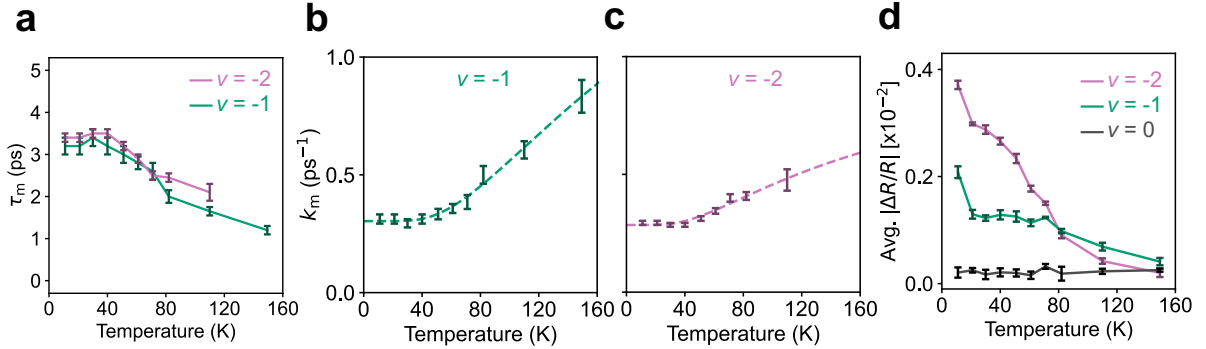 a
τm (ps)
5
4
3
2
1
0
v = -2
v = -1
0
40
80
120
160
Temperature (K)
b
km (ps⁻¹)
1.0
0.5
0.0
v = -1
0
40
80
120
160
Temperature (K)
c
v = -2
0
40
80
120
160
Temperature (K)
d
Avg. |ΔR/R| [x10⁻²]
0.4
0.2
0.0
v = -2
v = -1
v = 0
0
40
80
120
160
Temperature (K)